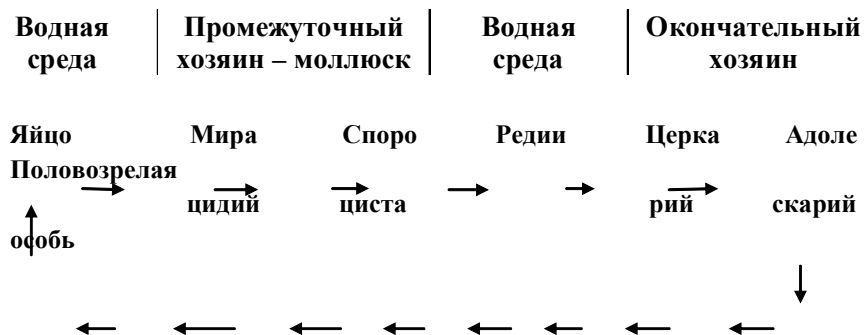 Водная Промежуточный Водная Окончательный
среда хозяин – моллюск среда хозяин
Яйцо Мира Споро Редии Церка Адоле
Половозрелая
цидий циста рий скарий
особь